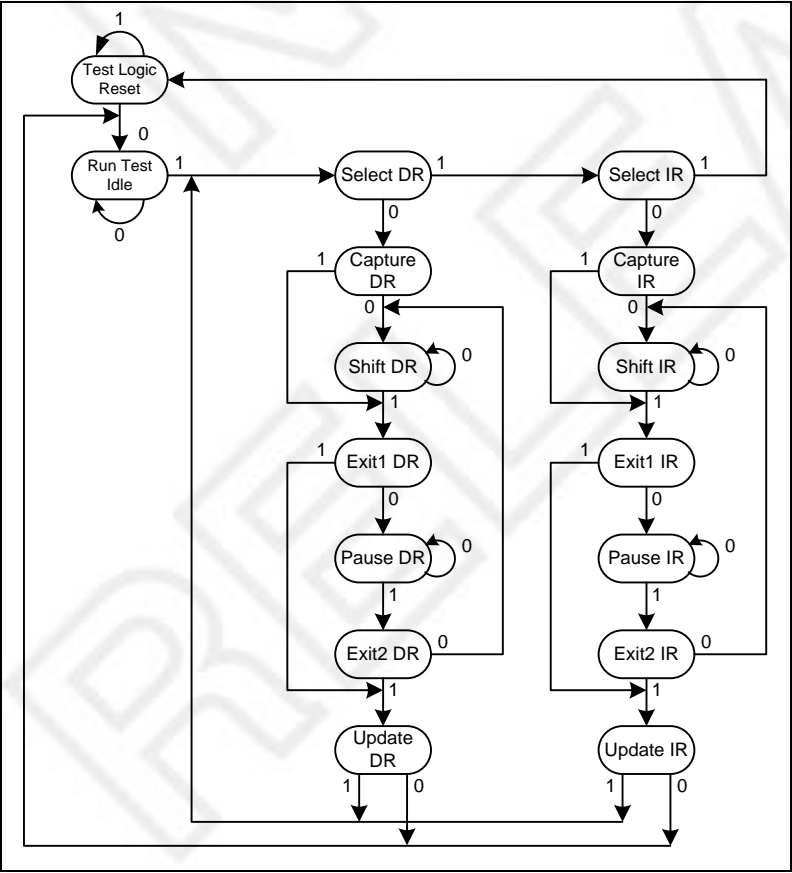 1
Test Logic
Reset
0
Run Test
Idle
1
0
Select DR
1
Select IR
1
0
0
Capture
DR
1
0
Capture
IR
1
0
Shift DR
0
1
Shift IR
0
1
Exit1 DR
1
0
Exit1 IR
1
0
Pause DR
0
1
Pause IR
0
1
Exit2 DR
0
1
Exit2 IR
0
1
Update
DR
1
0
Update IR
1
0